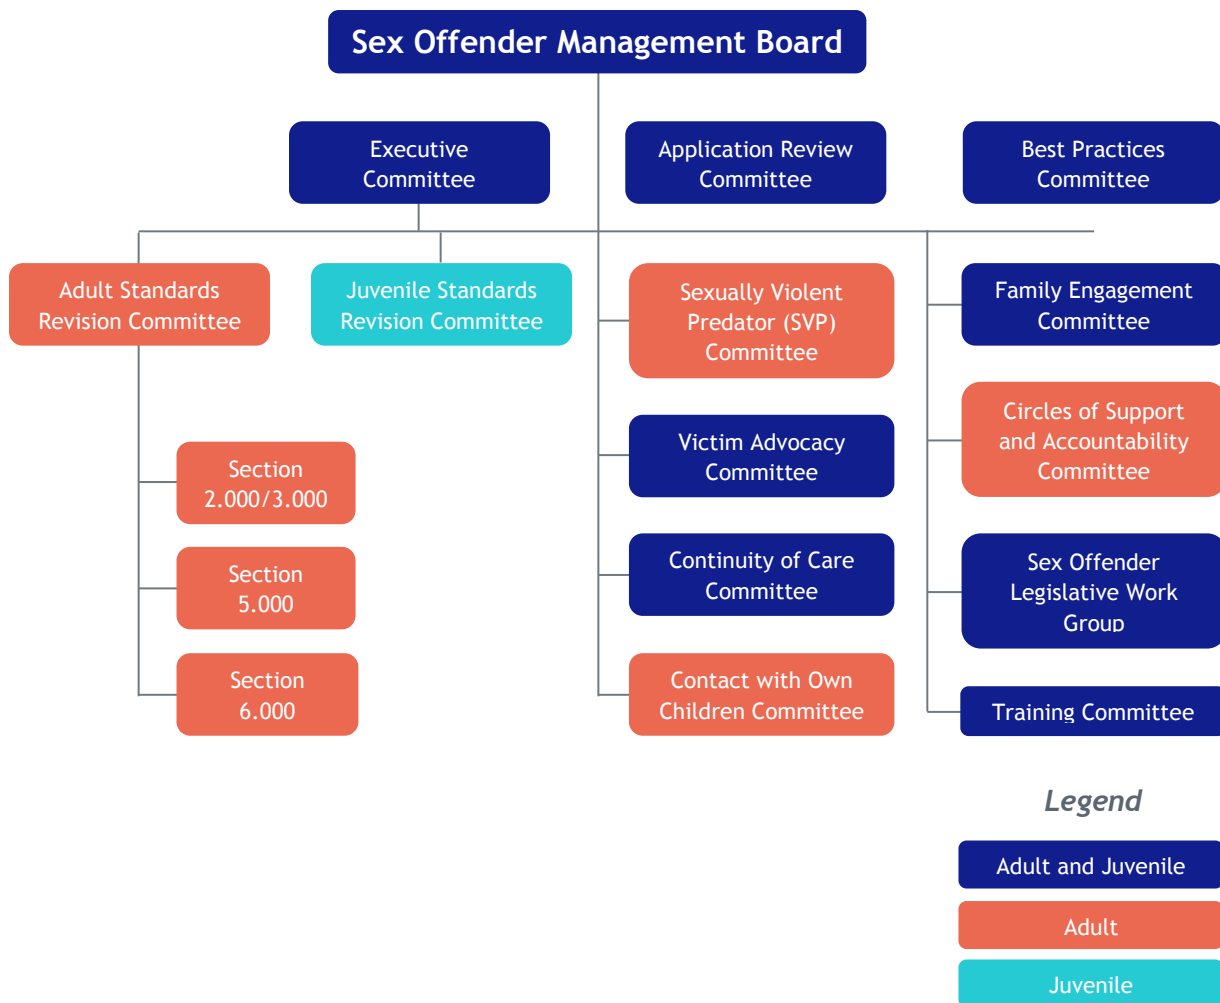 Sex Offender Management Board
Executive
Committee
Application Review
Committee
Best Practices
Committee
Adult Standards
Revision Committee
Juvenile Standards
Revision Committee
Sexually Violent
Predator (SVP)
Committee
Family Engagement
Committee
Victim Advocacy
Committee
Circles of Support
and Accountability
Committee
Section
2.000/3.000
Section
5.000
Section
6.000
Continuity of Care
Committee
Sex Offender
Legislative Work
Group
Contact with Own
Children Committee
Training Committee
Legend
Adult and Juvenile
Adult
Juvenile